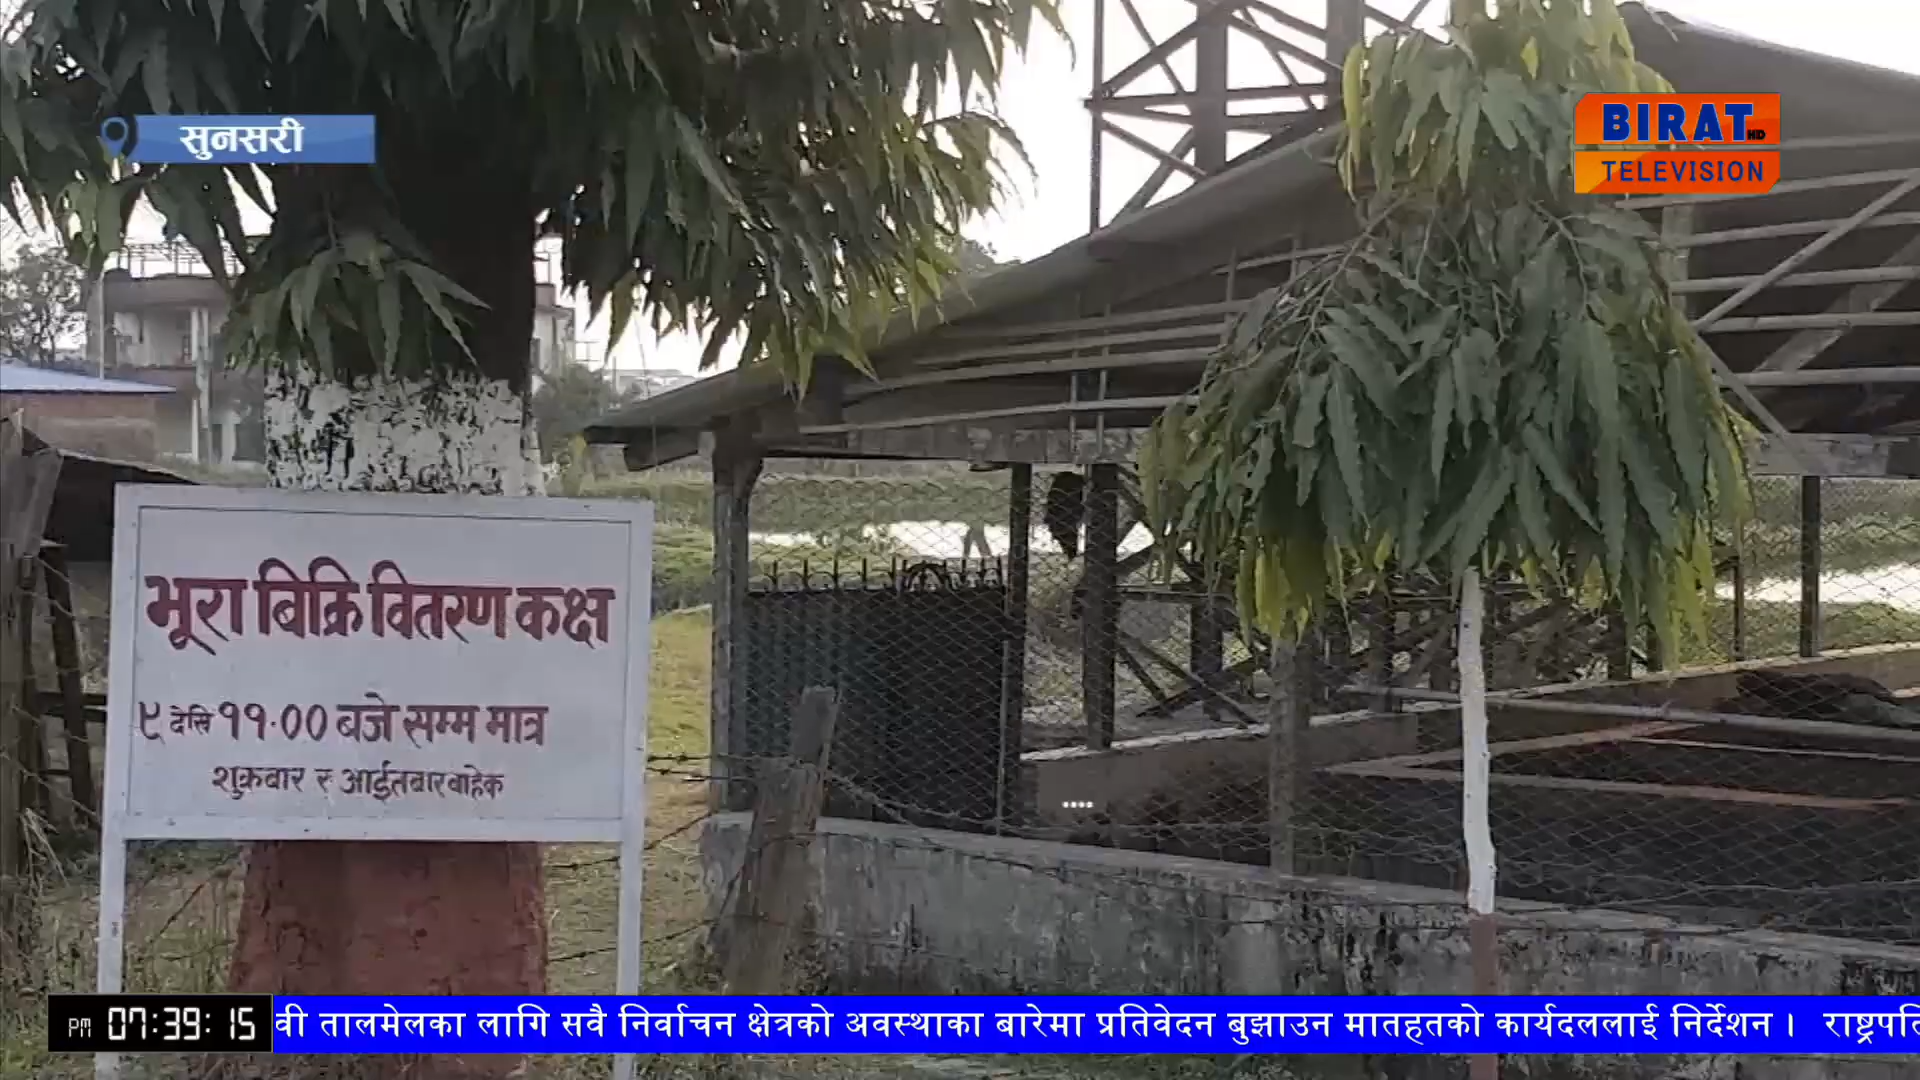 सुनसरी
BIRAT HD
TELEVISION
भूरा बिक्रि वितरण कक्ष
९ देखि ११.०० बजे सम्म मात्र
शुक्रबार र आईतबार बाहेक
PM 07:39:15
वी तालमेलका लागि सवै निर्वाचन क्षेत्रको अवस्थाका बारेमा प्रतिवेदन बुझाउन मातहतको कार्यदललाई निर्देशन । राष्ट्रपति